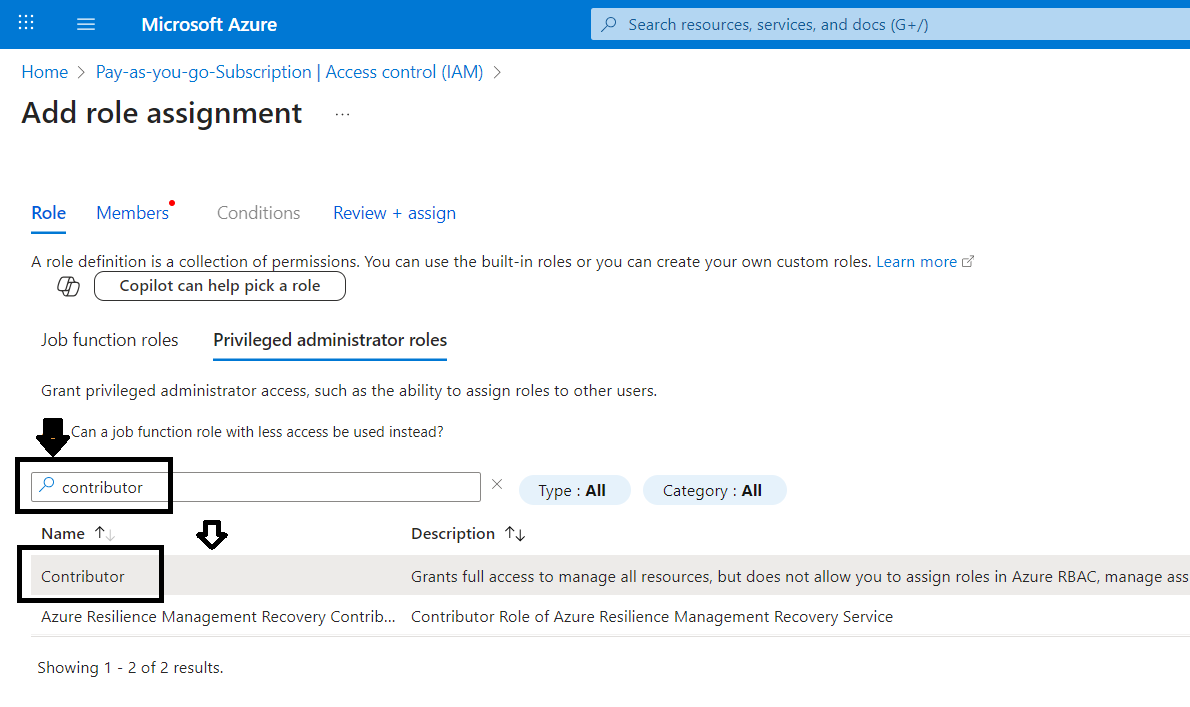 Microsoft Azure
Search resources, services, and docs (G+/)
Home > Pay-as-you-go-Subscription | Access control (IAM) >
Add role assignment ...
Role Members Conditions Review + assign
A role definition is a collection of permissions. You can use the built-in roles or you can create your own custom roles. Learn more
Copilot can help pick a role
Job function roles Privileged administrator roles
Grant privileged administrator access, such as the ability to assign roles to other users.
Can a job function role with less access be used instead?
contributor × Type : All Category : All
Name ↑↓ Description ↑↓
Contributor Grants full access to manage all resources, but does not allow you to assign roles in Azure RBAC, manage ass
Azure Resilience Management Recovery Contrib... Contributor Role of Azure Resilience Management Recovery Service
Showing 1 - 2 of 2 results.